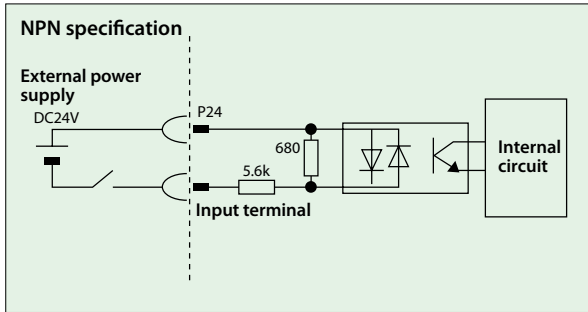 NPN specification
External power
supply
DC24V
P24
680
5.6k
Input terminal
Internal
circuit